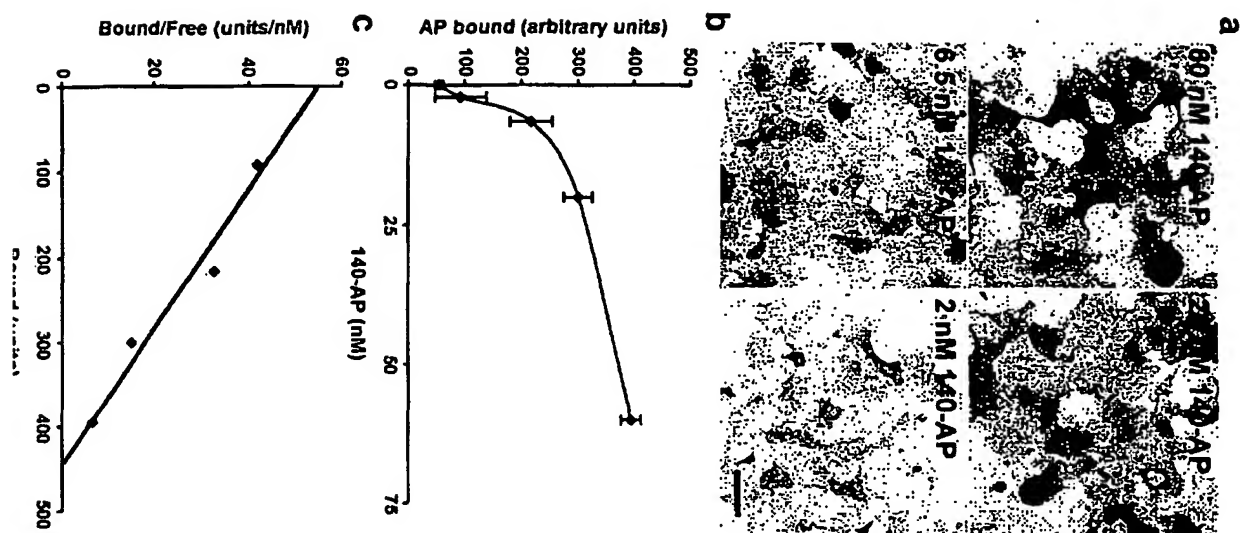 a
60 nM 140-AP
nM 140-AP
6.5 nM 140-AP
2 nM 140-AP
b
AP bound (arbitrary units)
500
400
300
200
100
0
0 25 50 75
140-AP (nM)
c
Bound/Free (units/nM)
60
40
20
0
0 100 200 300 400 500